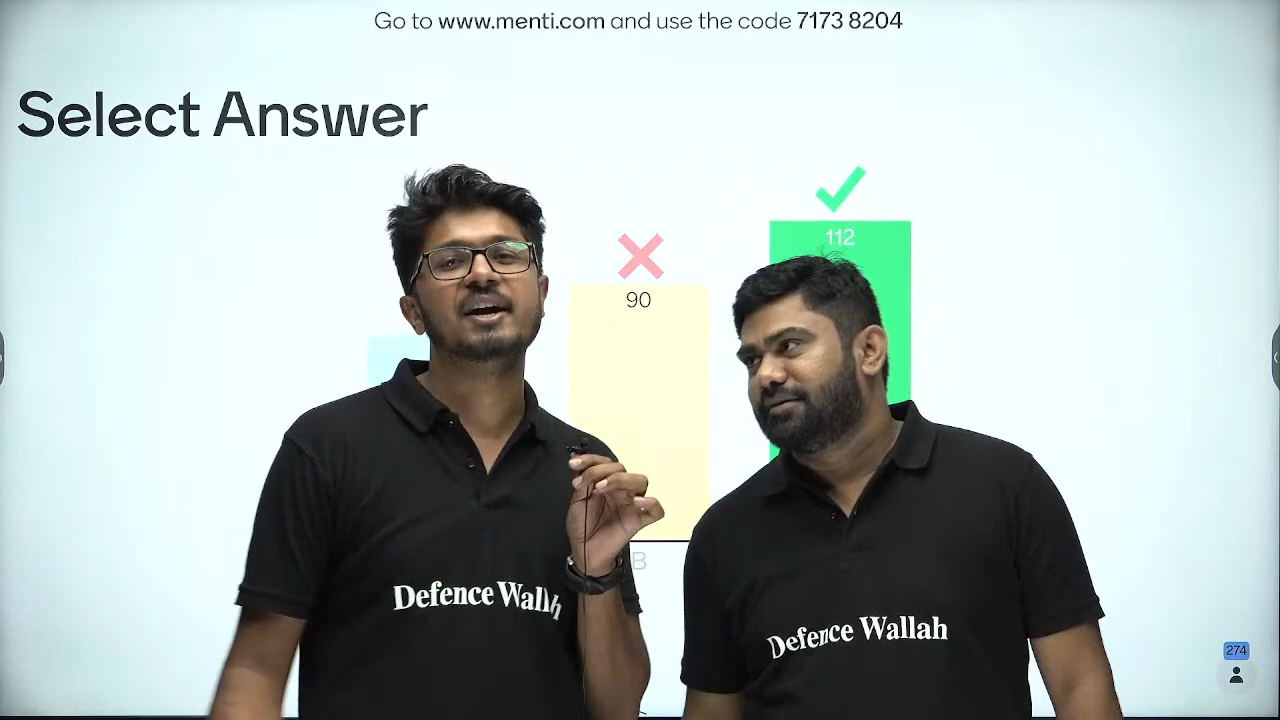 Go to www.menti.com and use the code 7173 8204
Select Answer
112
90
B
Defence Wallah
Defence Wallah
274